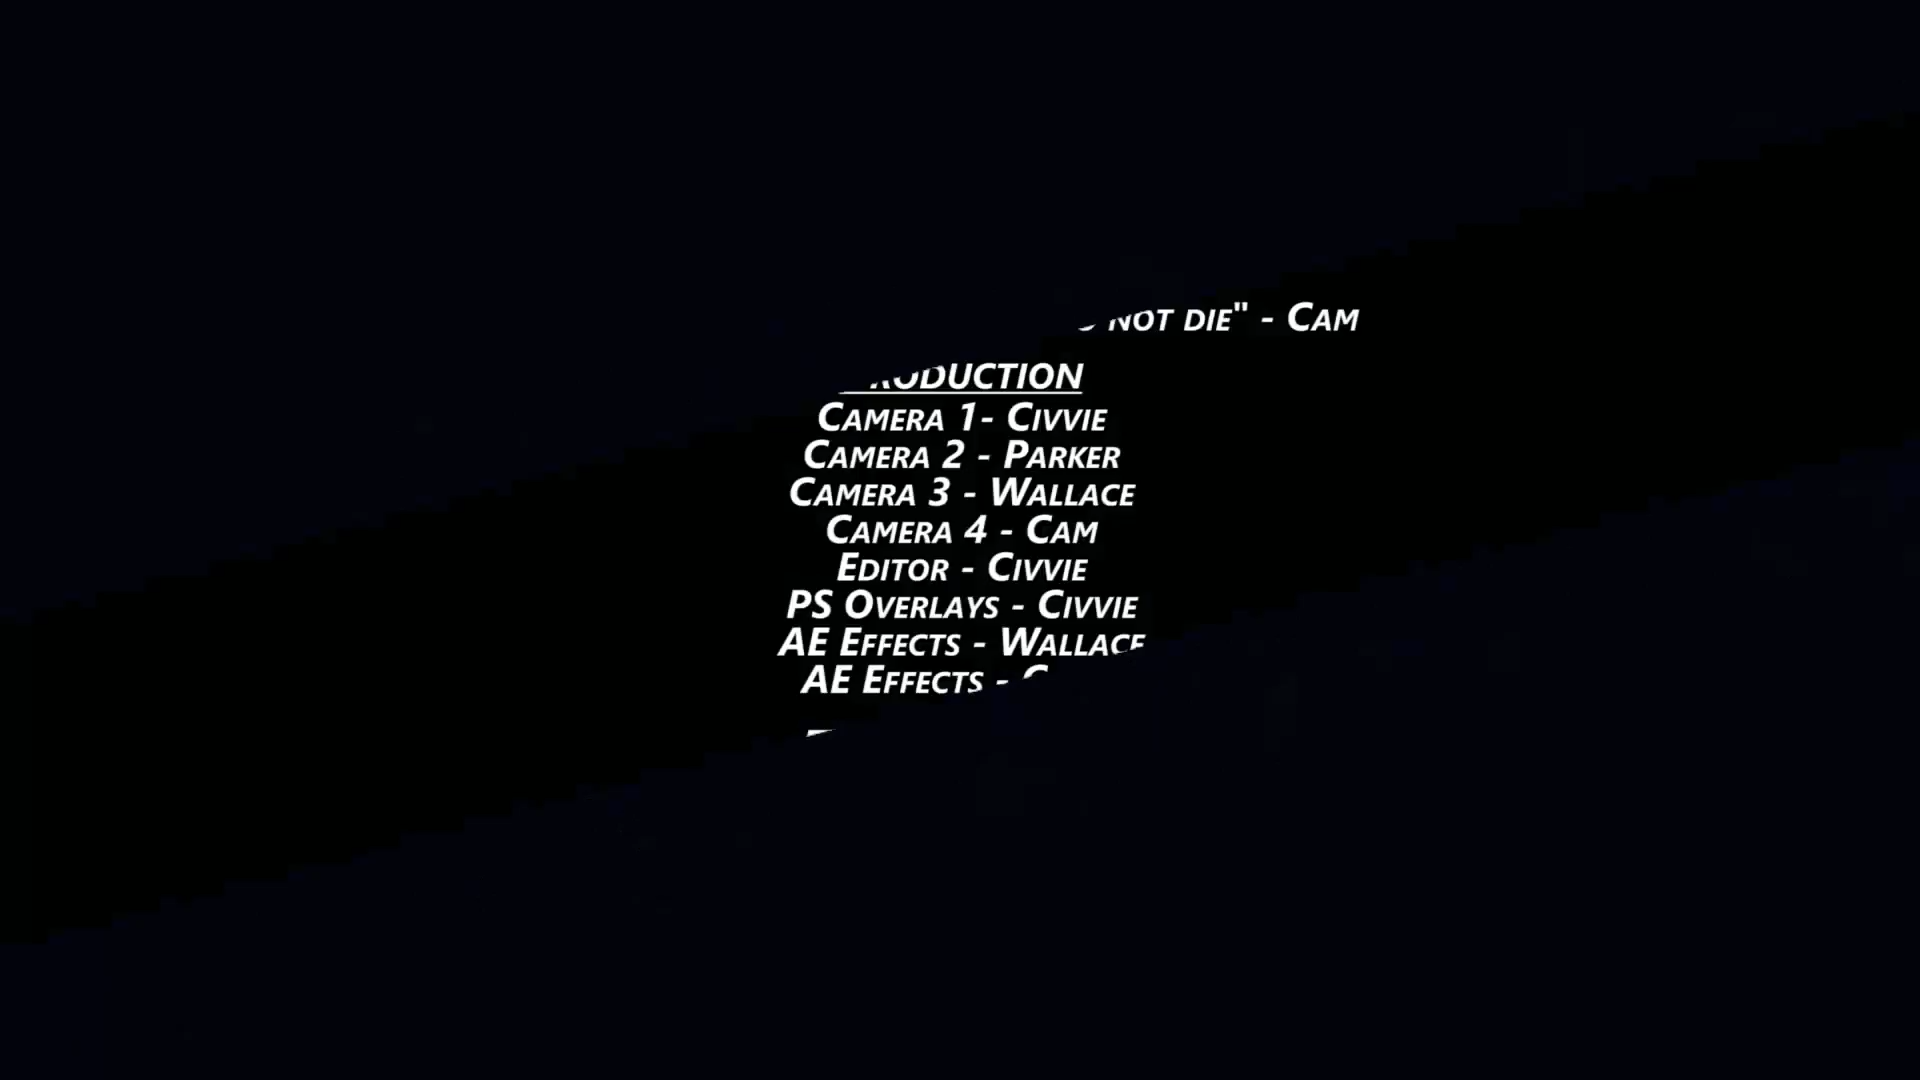 NOT DIE" - CAM
CAMERA 1- CIVVIE
CAMERA 2 - PARKER
CAMERA 3 - WALLACE
CAMERA 4 - CAM
EDITOR - CIVVIE
PS OVERLAYS - CIVVIE
AE EFFECTS - WALLACE
AE EFFECTS -